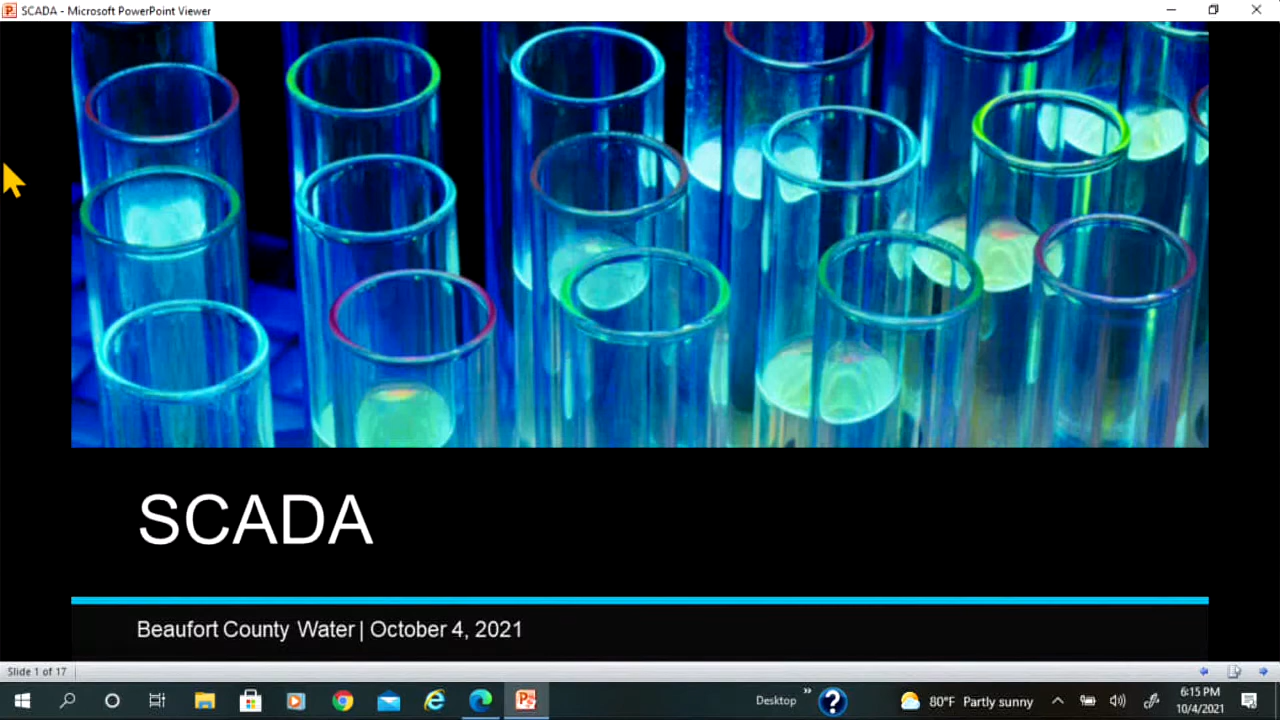 SCADA - Microsoft PowerPoint Viewer
SCADA
Beaufort County Water | October 4, 2021
Slide 1 of 17
Desktop
80°F Partly sunny
6:15 PM
10/4/2021